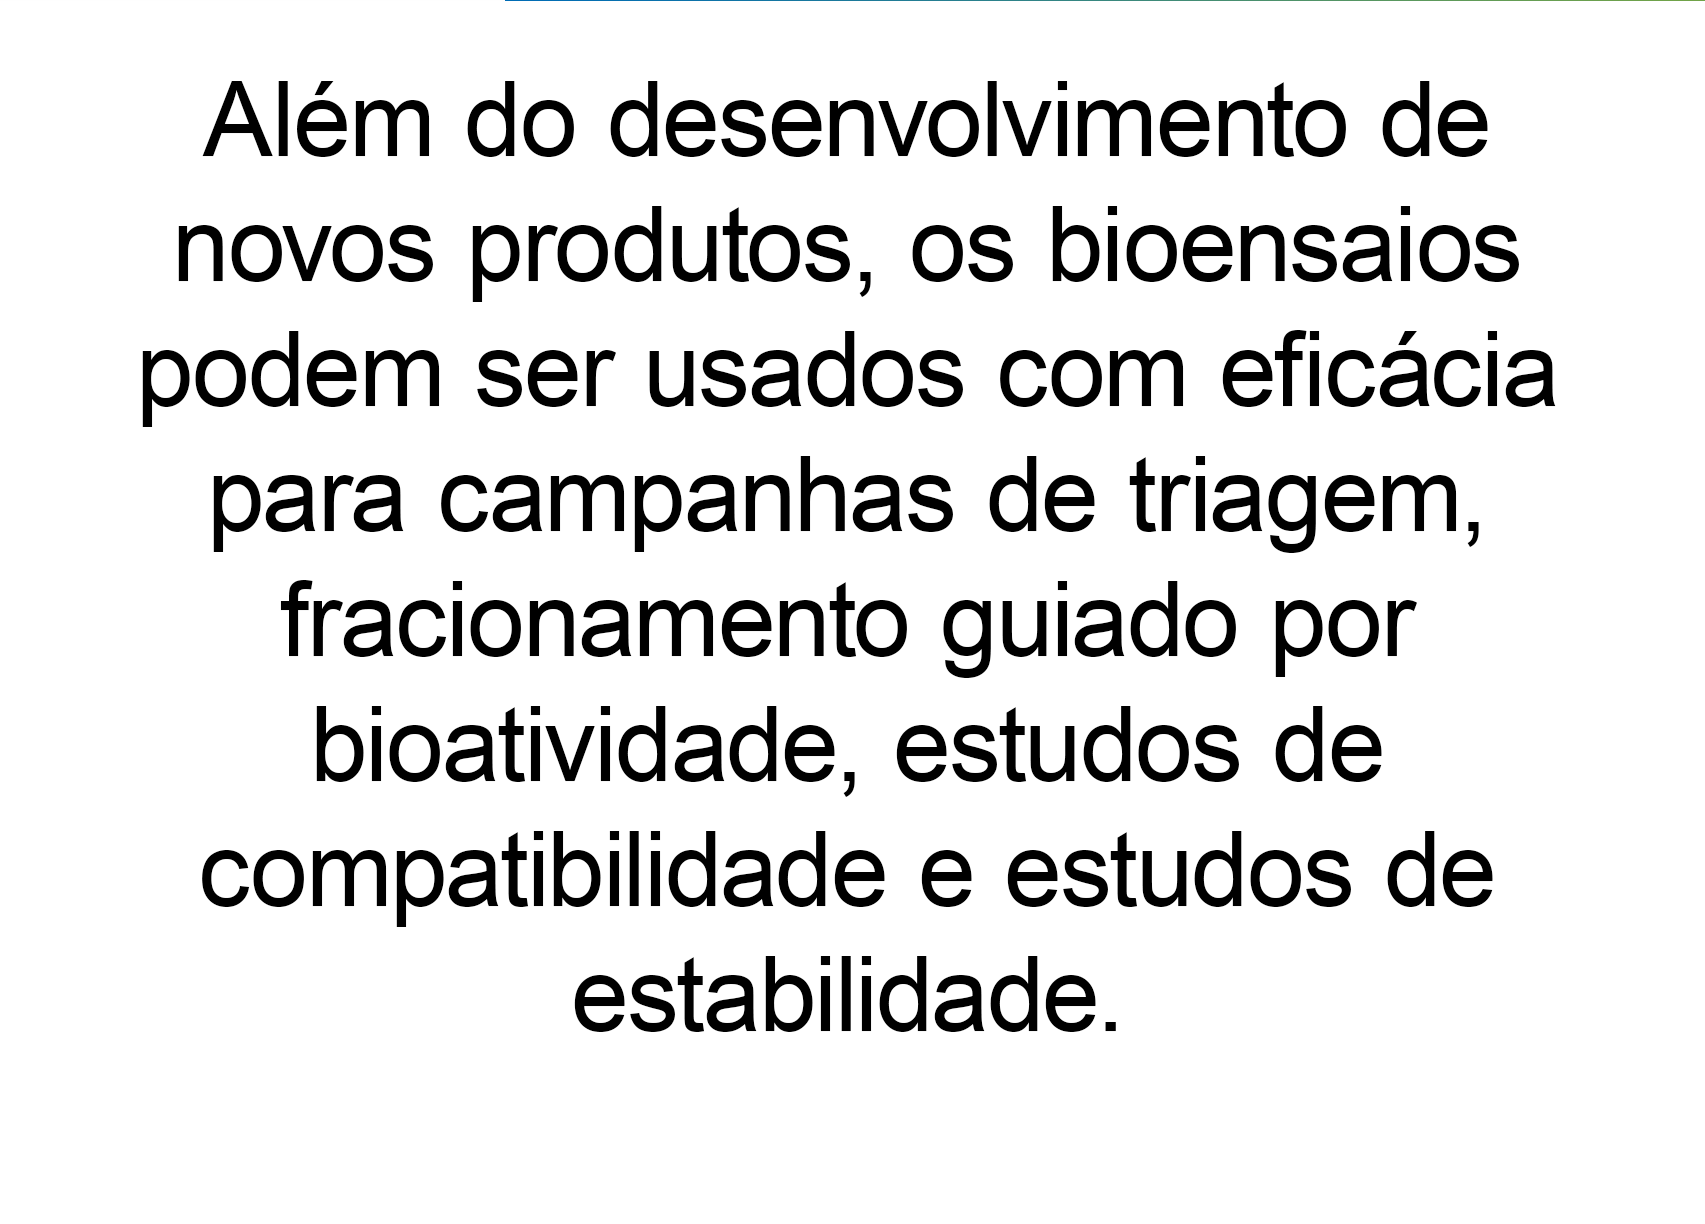 Além do desenvolvimento de
novos produtos, os bioensaios
podem ser usados com eficácia
para campanhas de triagem,
fracionamento guiado por
bioatividade, estudos de
compatibilidade e estudos de
estabilidade.